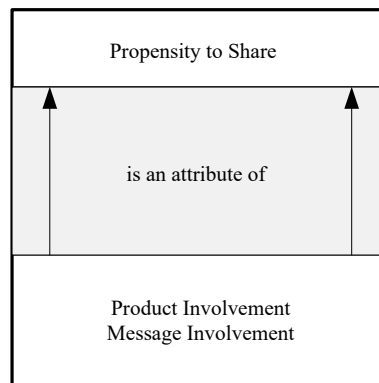 Propensity to Share
is an attribute of
Product Involvement
Message Involvement